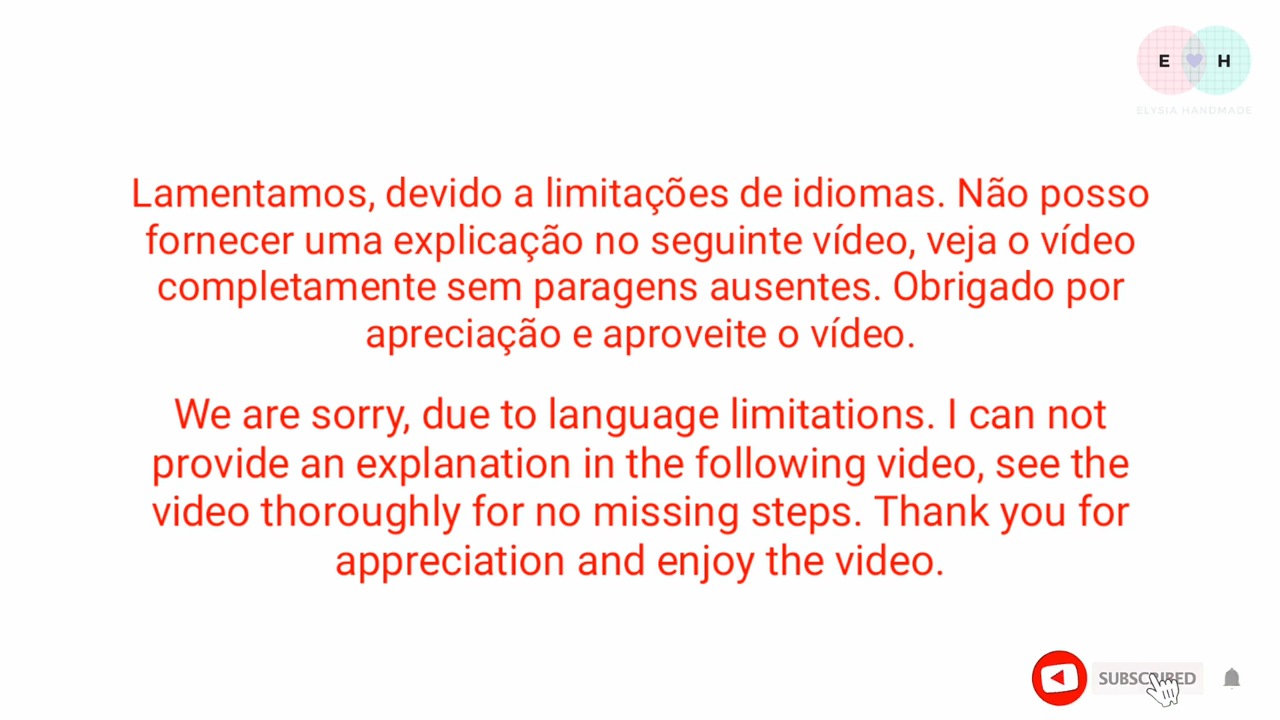 E H
ELYSIA HANDMADE
Lamentamos, devido a limitações de idiomas. Não posso
fornecer uma explicação no seguinte vídeo, veja o vídeo
completamente sem paragens ausentes. Obrigado por
apreciação e aproveite o vídeo.
We are sorry, due to language limitations. I can not
provide an explanation in the following video, see the
video thoroughly for no missing steps. Thank you for
appreciation and enjoy the video.
SUBSCRIBED